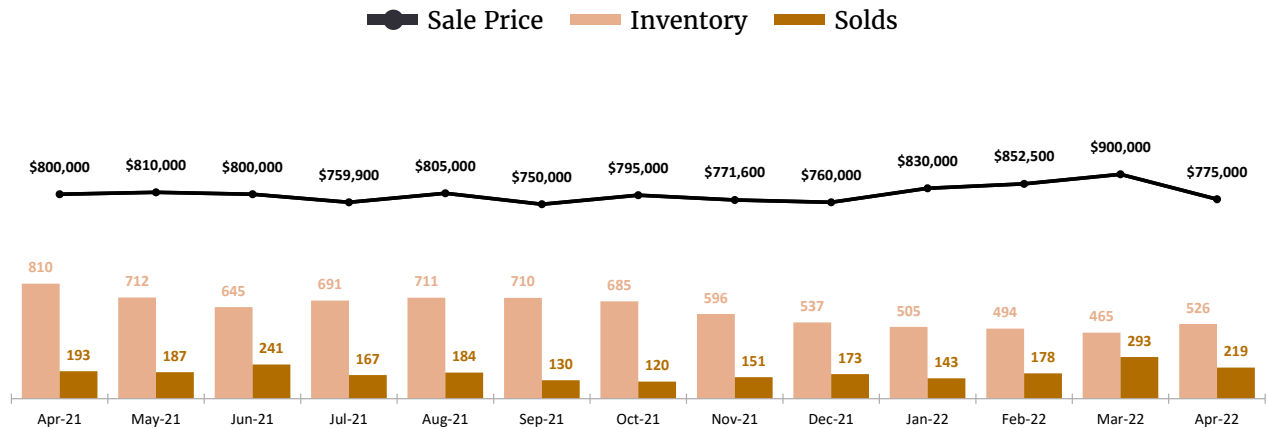 Sale Price Inventory Solds
$800,000 $810,000 $800,000 $759,900 $805,000 $750,000 $795,000 $771,600 $760,000 $830,000 $852,500 $900,000 $775,000
810 712 645 691 711 710 685 596 537 505 494 465 526
193 187 241 167 184 130 120 151 173 143 178 293 219
Apr-21 May-21 Jun-21 Jul-21 Aug-21 Sep-21 Oct-21 Nov-21 Dec-21 Jan-22 Feb-22 Mar-22 Apr-22